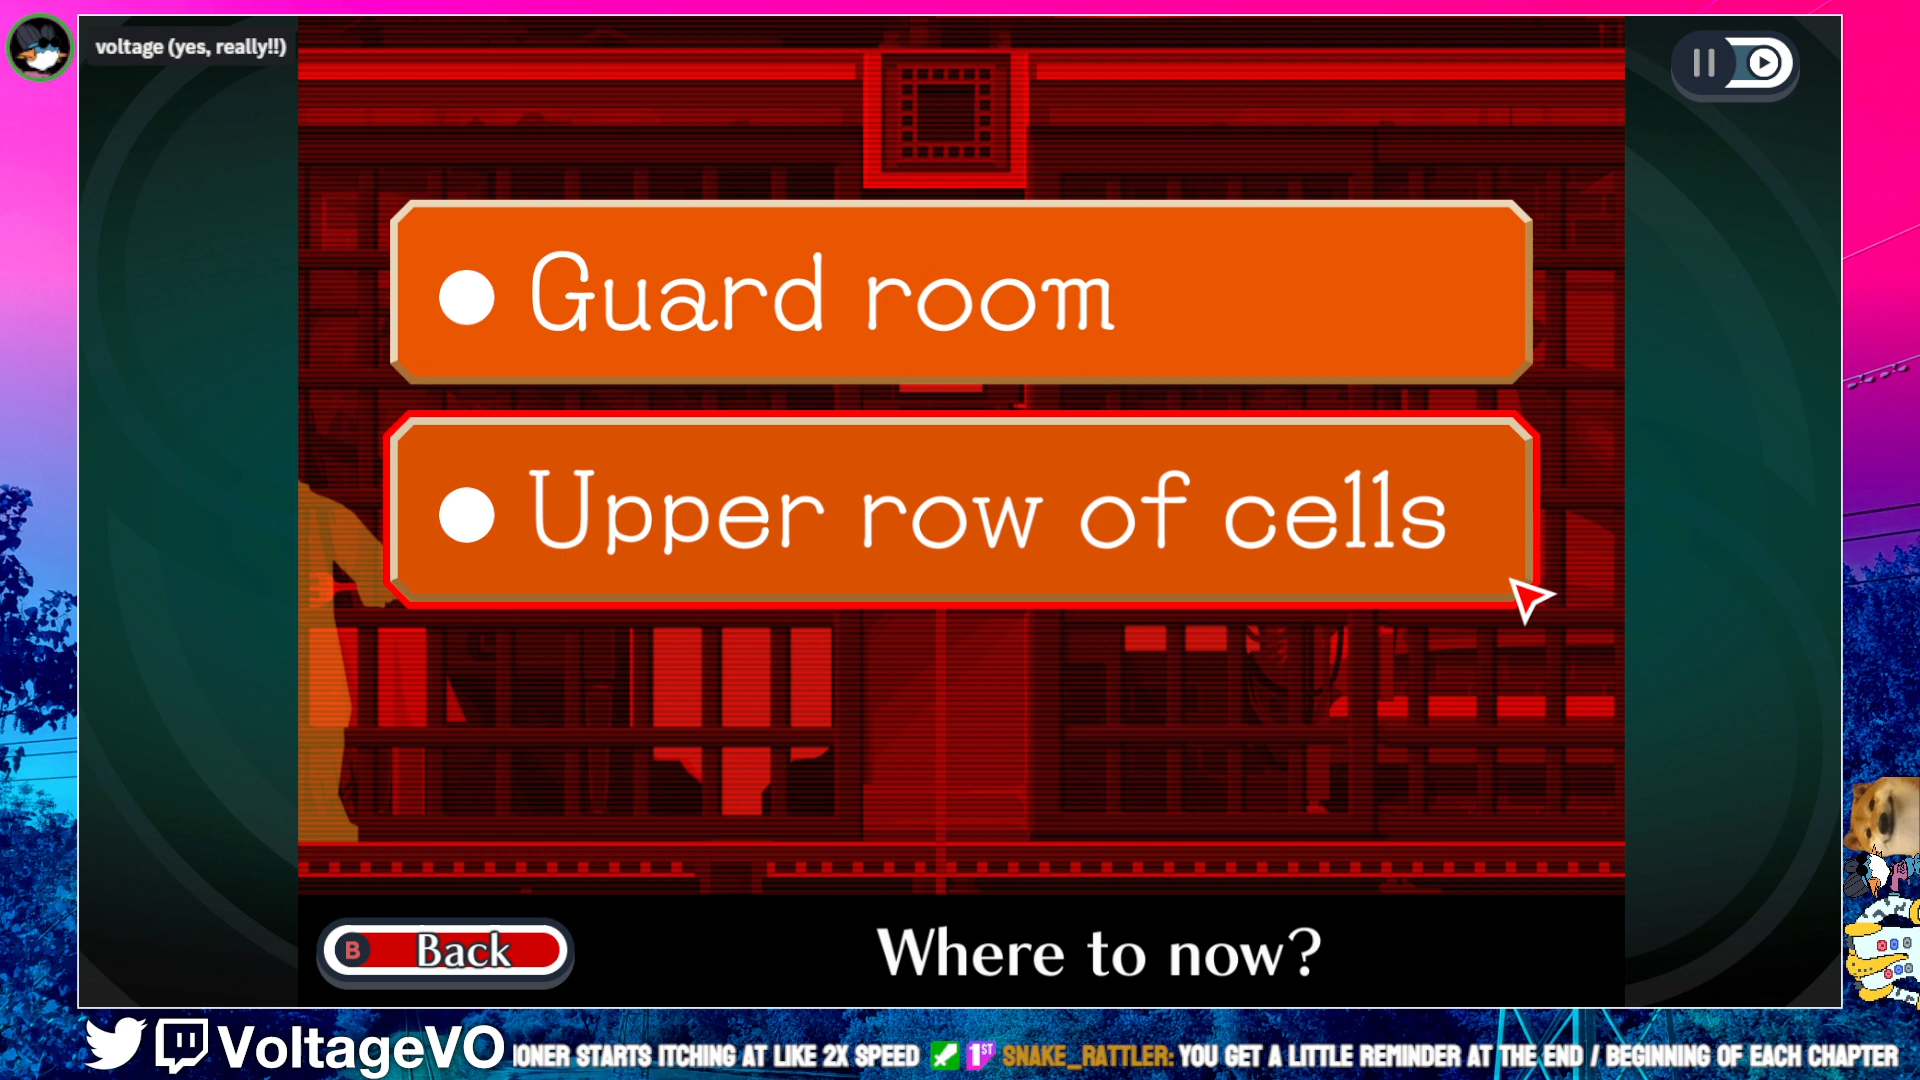 voltage (yes, really!!)
Guard room
Upper row of cells
B Back
Where to now?
VoltageVO
IONER STARTS ITCHING AT LIKE 2X SPEED 1ST SNAKE_RATTLER: YOU GET A LITTLE REMINDER AT THE END / BEGINNING OF EACH CHAPTER